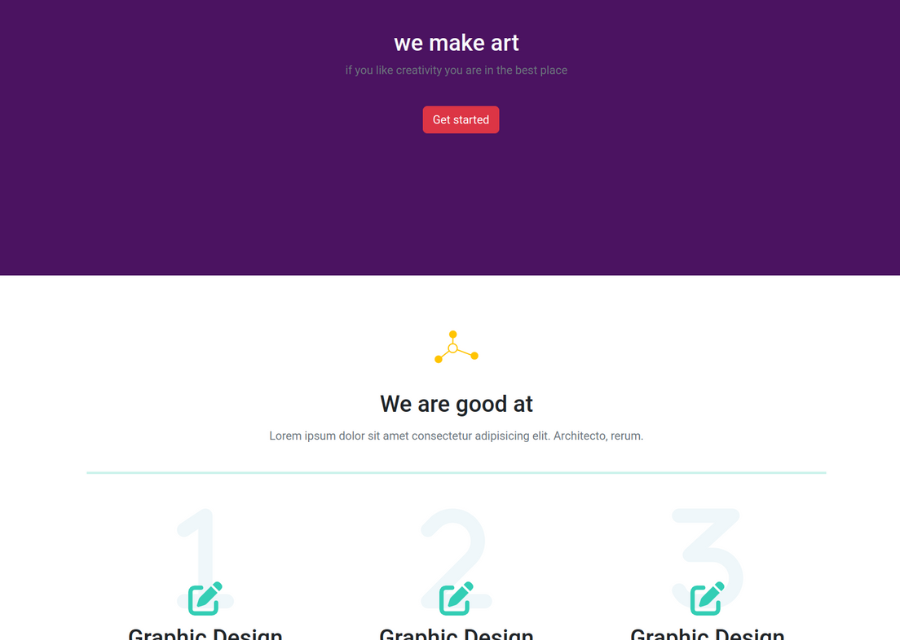 we make art
if you like creativity you are in the best place
Get started
We are good at
Lorem ipsum dolor sit amet consectetur adipisicing elit. Architecto, rerum.
1 2 3
Graphic Design Graphic Design Graphic Design